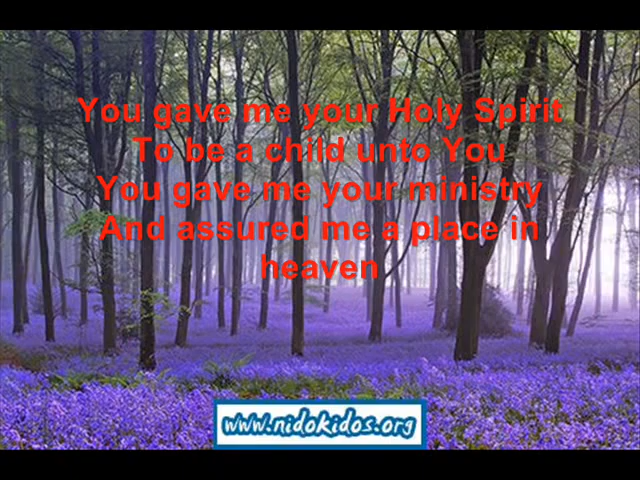 You gave me your Holy Spirit
To be a child unto You
You gave me your ministry
And assured me a place in
heaven
www.nidokidos.org